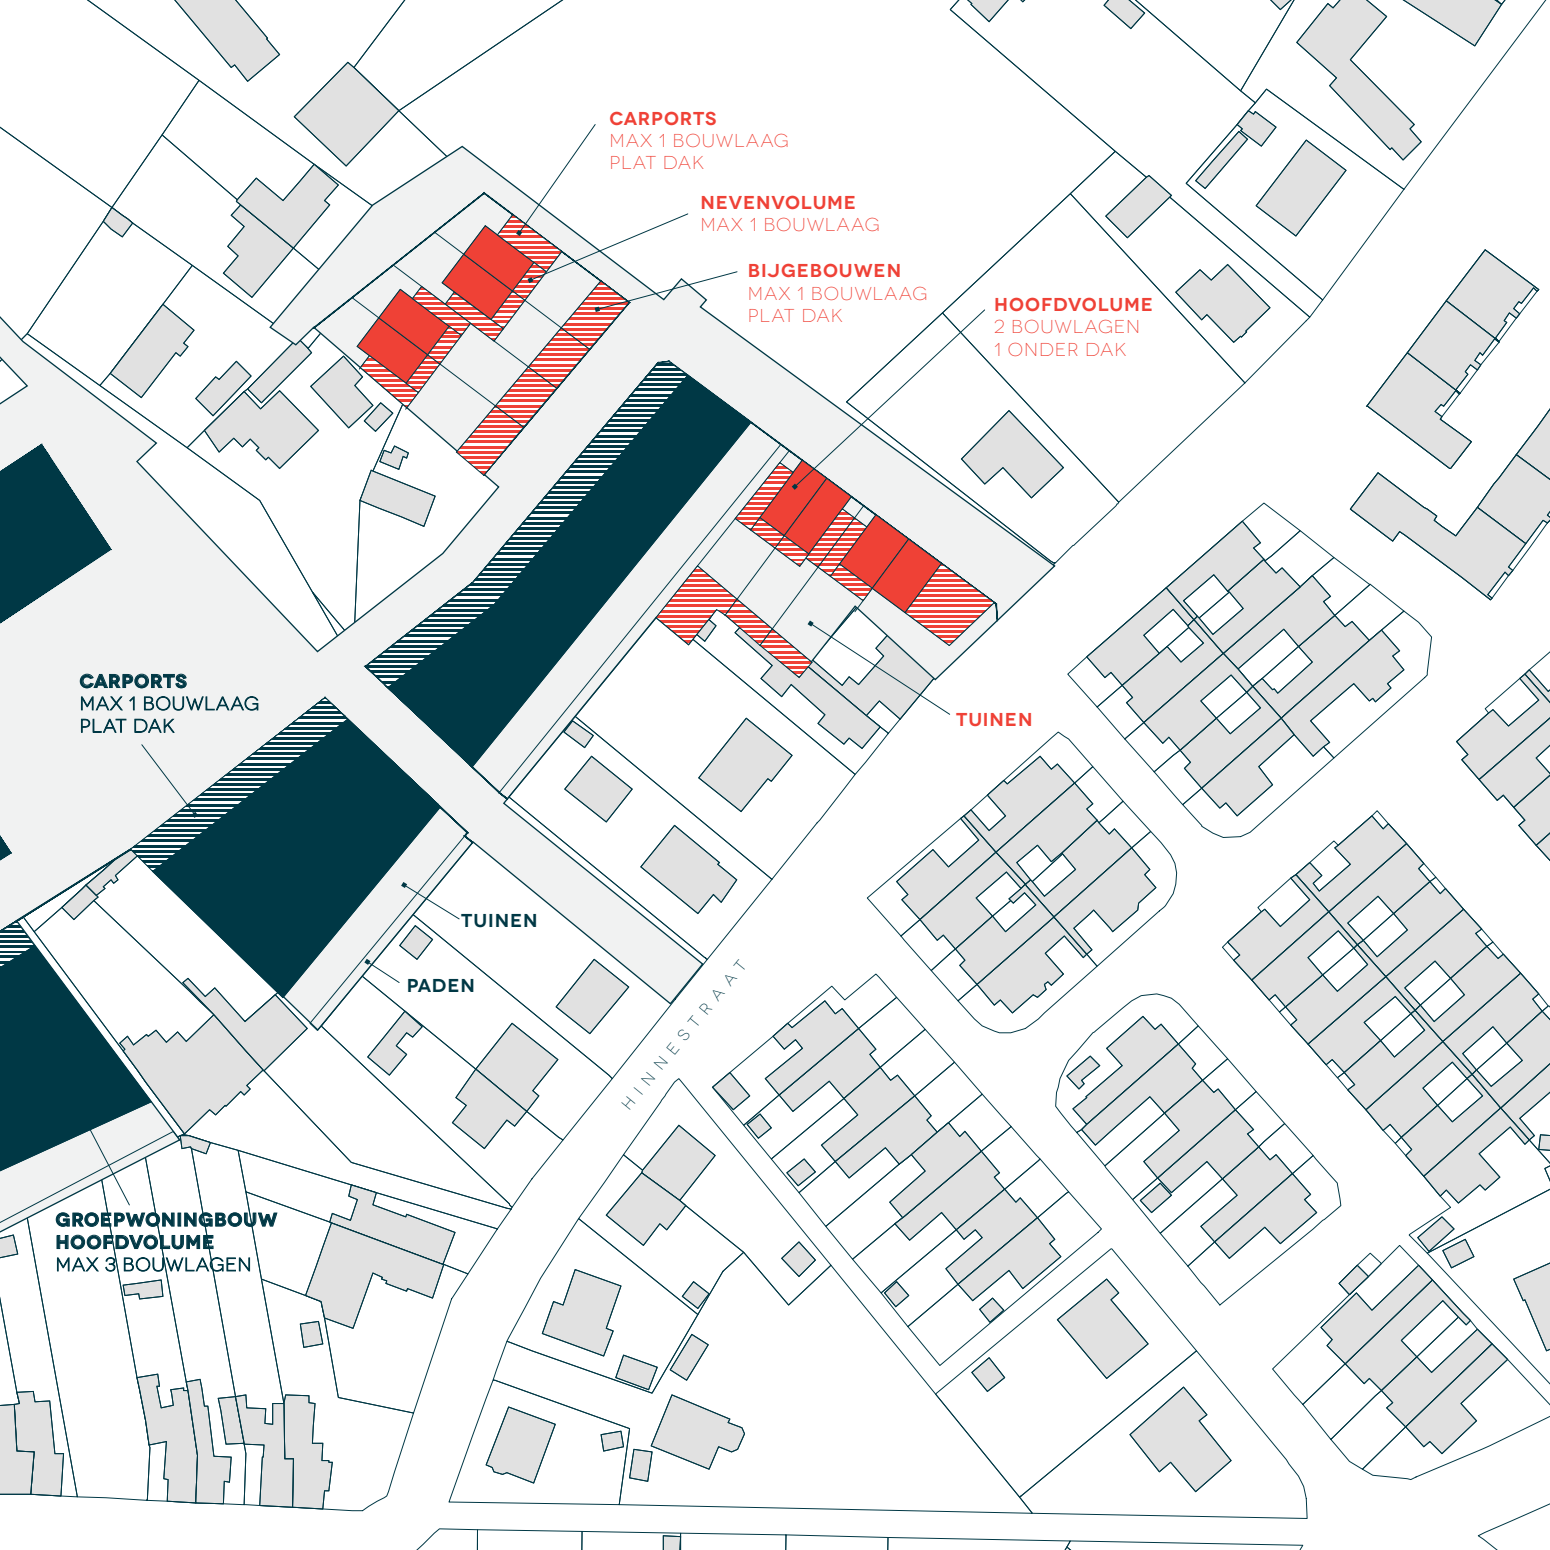 CARPORTS
MAX 1 BOUWLAAG
PLAT DAK
NEVENVOLUME
MAX 1 BOUWLAAG
BIJGEBOUWEN
MAX 1 BOUWLAAG
PLAT DAK
HOOFDVOLUME
2 BOUWLAGEN
1 ONDER DAK
CARPORTS
MAX 1 BOUWLAAG
PLAT DAK
TUINEN
TUINEN
PADEN
HINNESTRAAT
GROEPWONINGBOUW
HOOFDVOLUME
MAX 3 BOUWLAGEN